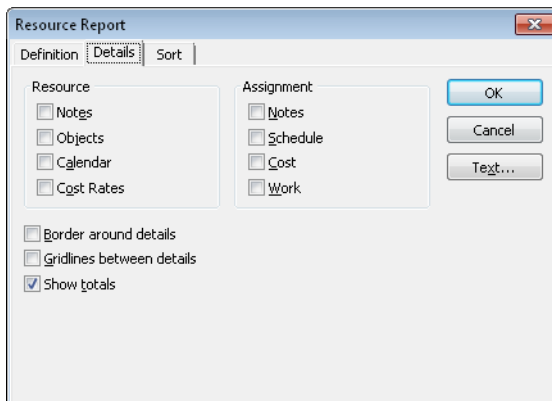 Resource Report
Definition Details Sort
Resource
Notes
Objects
Calendar
Cost Rates
Assignment
Notes
Schedule
Cost
Work
OK
Cancel
Text...
Border around details
Gridlines between details
Show totals